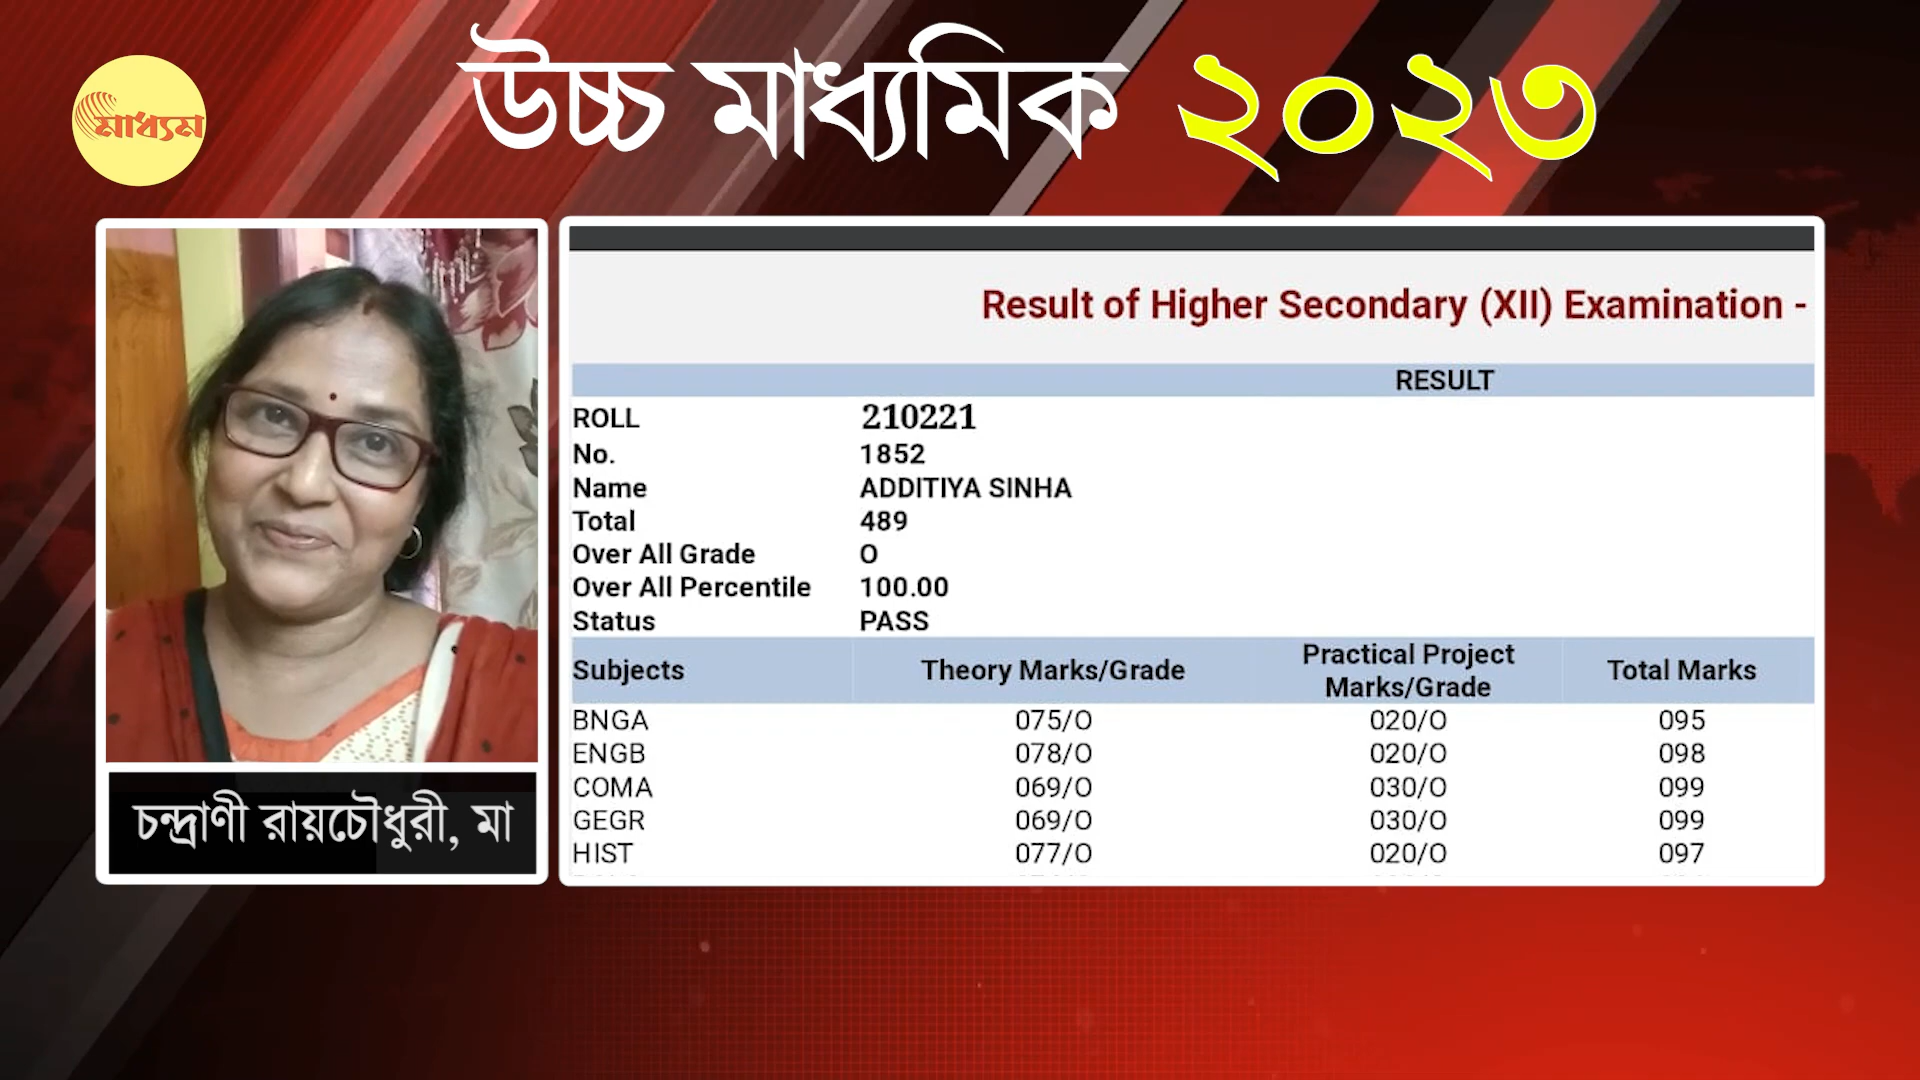 উচ্চ মাধ্যমিক ২০২৩
মাধ্যম
Result of Higher Secondary (XII) Examination -
RESULT
ROLL 210221
No. 1852
Name ADDITIYA SINHA
Total 489
Over All Grade O
Over All Percentile 100.00
Status PASS
Subjects Theory Marks/Grade Practical Project Marks/Grade Total Marks
BNGA 075/O 020/O 095
ENGB 078/O 020/O 098
COMA 069/O 030/O 099
GEGR 069/O 030/O 099
HIST 077/O 020/O 097
চন্দ্রাণী রায়চৌধুরী, মা